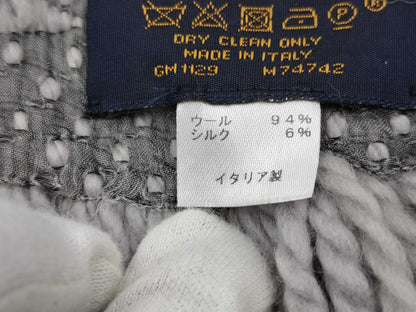 DRY CLEAN ONLY
MADE IN ITALY
GM1129 M74742
ウール 94%
シルク 6%
イタリア製